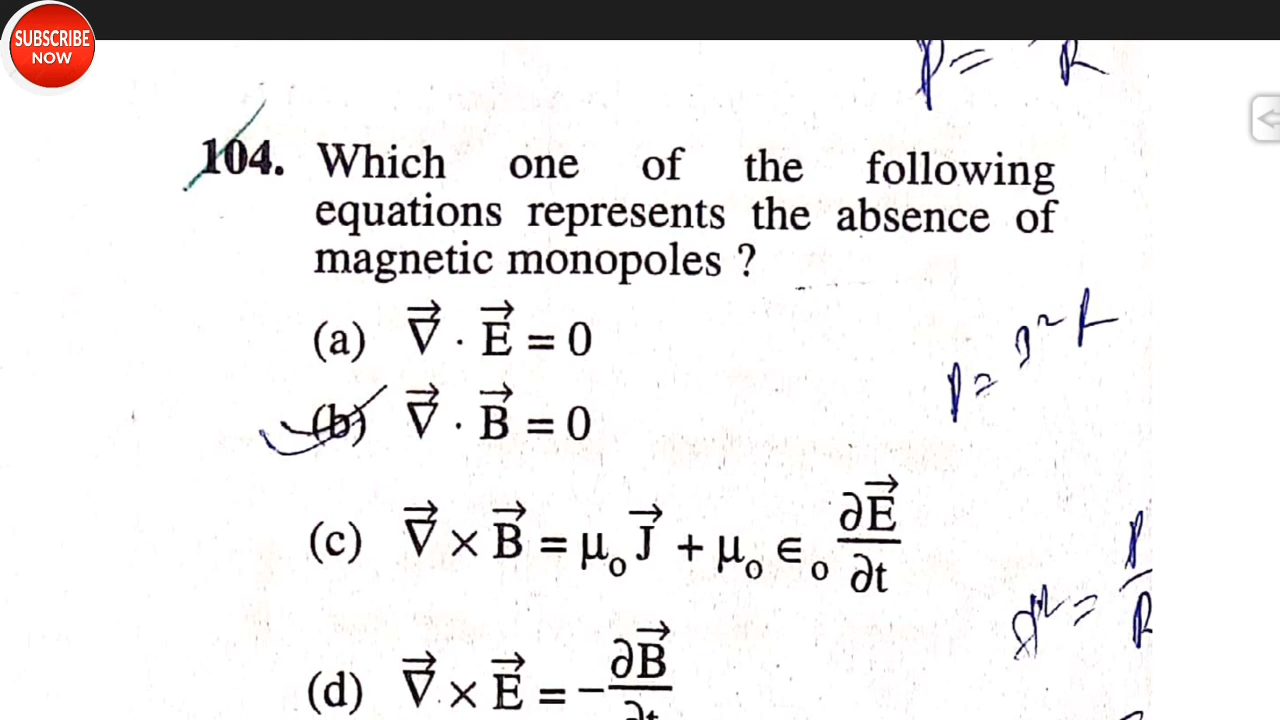 SUBSCRIBE
NOW
104. Which one of the following
equations represents the absence of
magnetic monopoles ?
(a) ∇⃗ · E⃗ = 0
(b) ∇⃗ · B⃗ = 0
(c) ∇⃗ × B⃗ = μ₀ J⃗ + μ₀ ∈₀ ∂E⃗/∂t
(d) ∇⃗ × E⃗ = − ∂B⃗/∂t